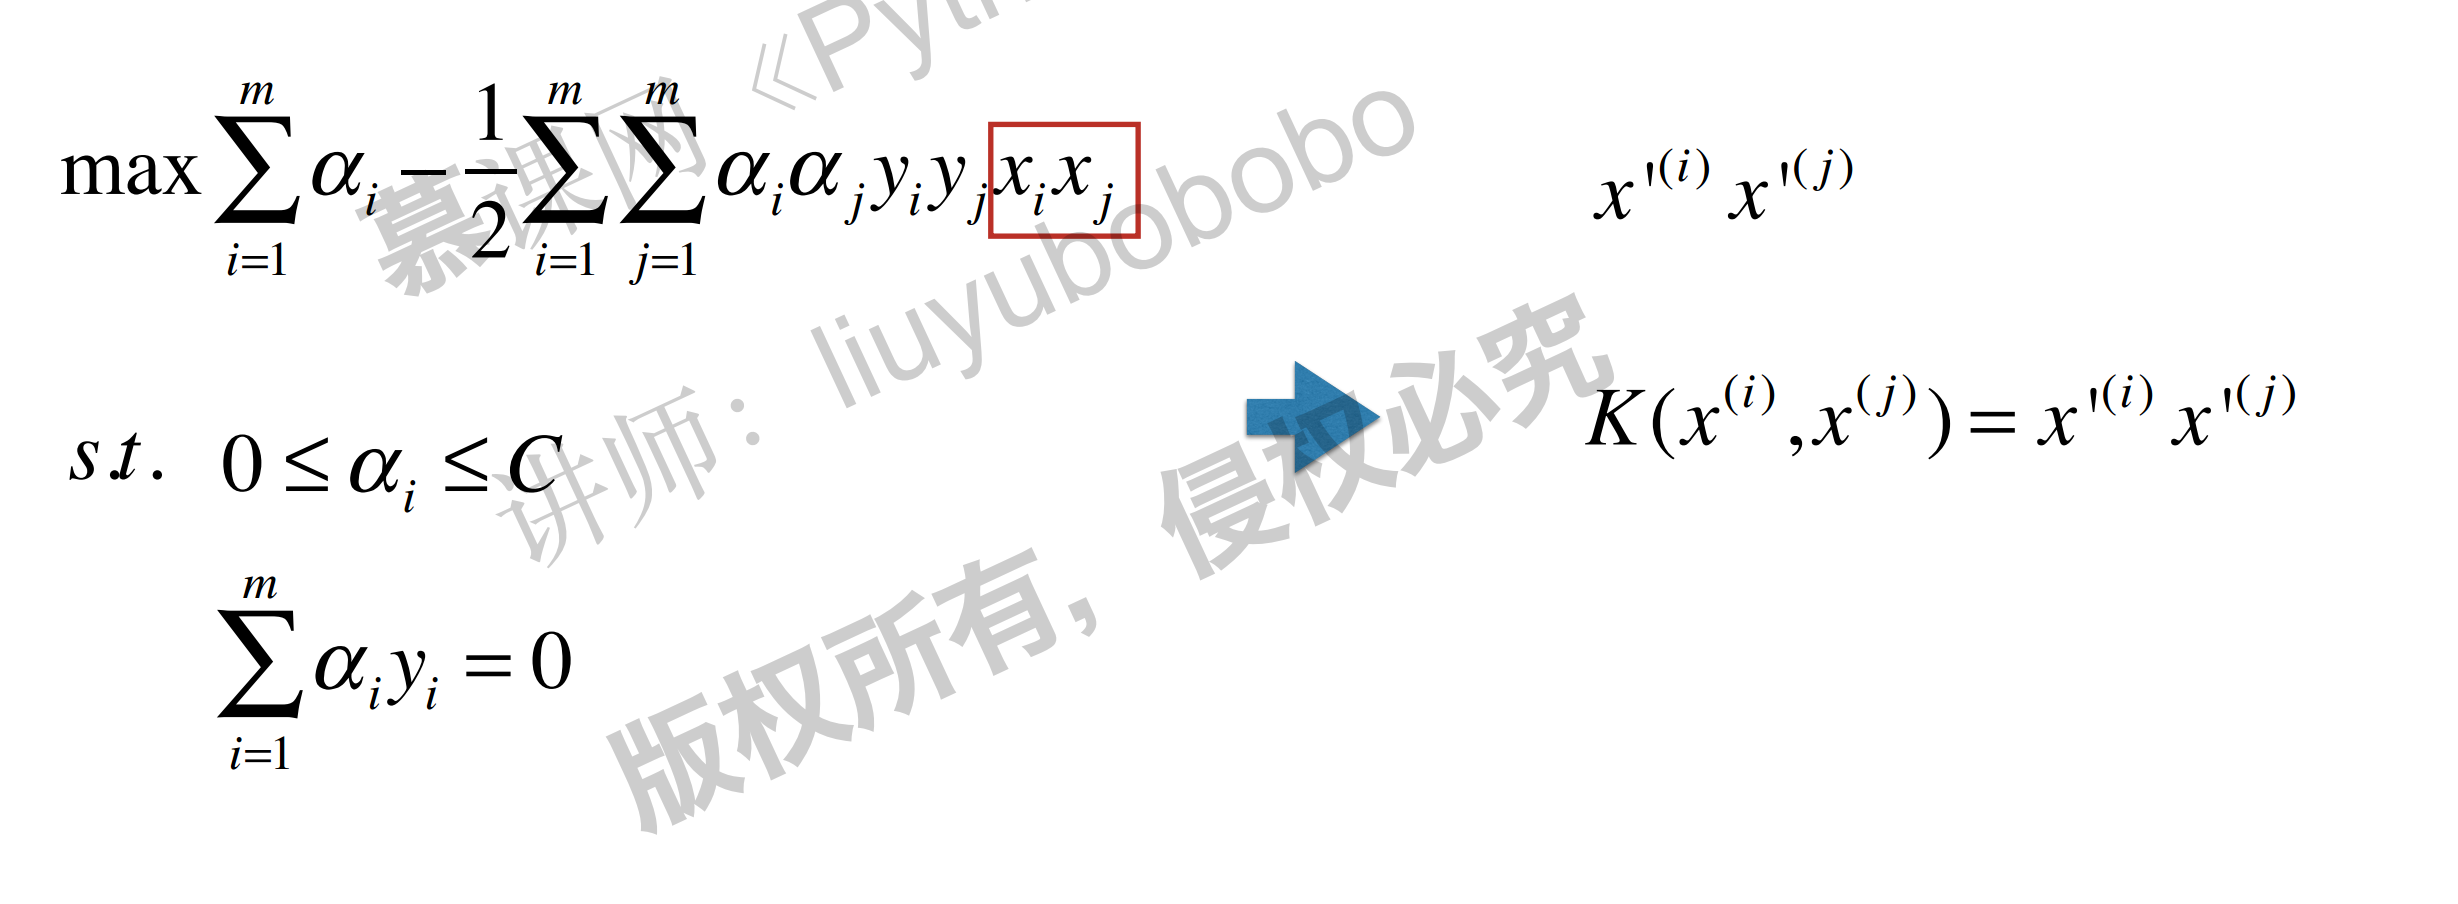 max ∑_{i=1}^{m} α_i − 1/2 ∑_{i=1}^{m} ∑_{j=1}^{m} α_i α_j y_i y_j x_i x_j
x'^{(i)} x'^{(j)}
s.t. 0 ≤ α_i ≤ C
K(x^{(i)}, x^{(j)}) = x'^{(i)} x'^{(j)}
∑_{i=1}^{m} α_i y_i = 0
慕课网《Pyth
讲师：liuyubobobo
版权所有，侵权必究